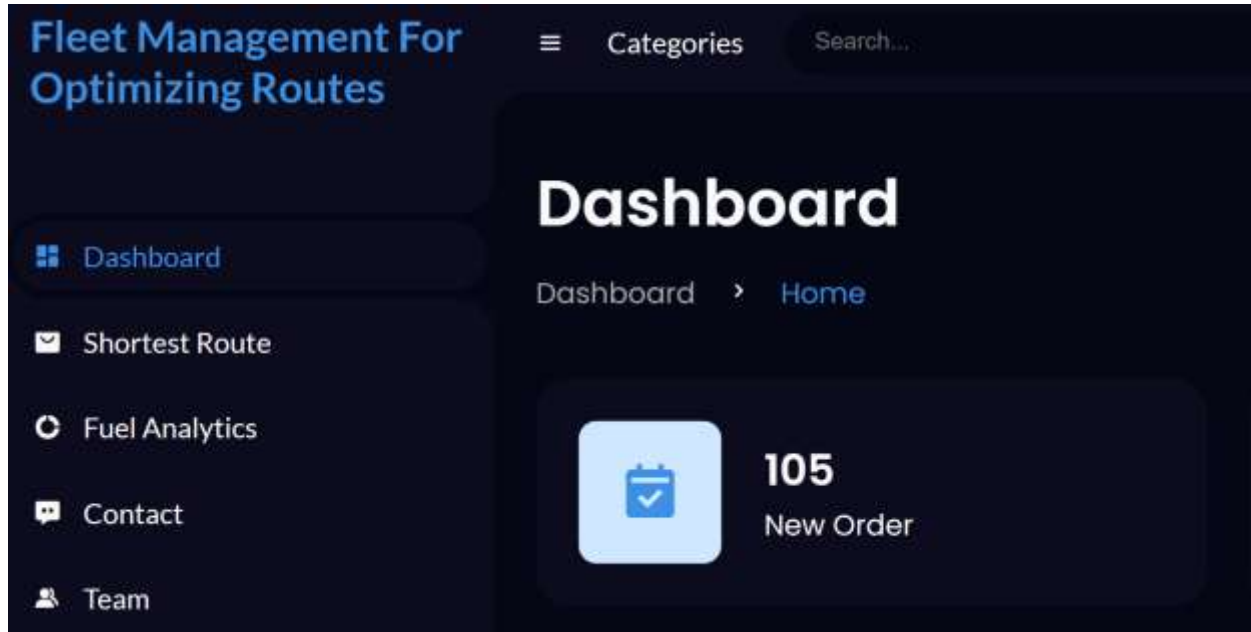 Fleet Management For
Optimizing Routes
Categories
Search...
Dashboard
Dashboard > Home
Dashboard
Shortest Route
Fuel Analytics
Contact
Team
105
New Order